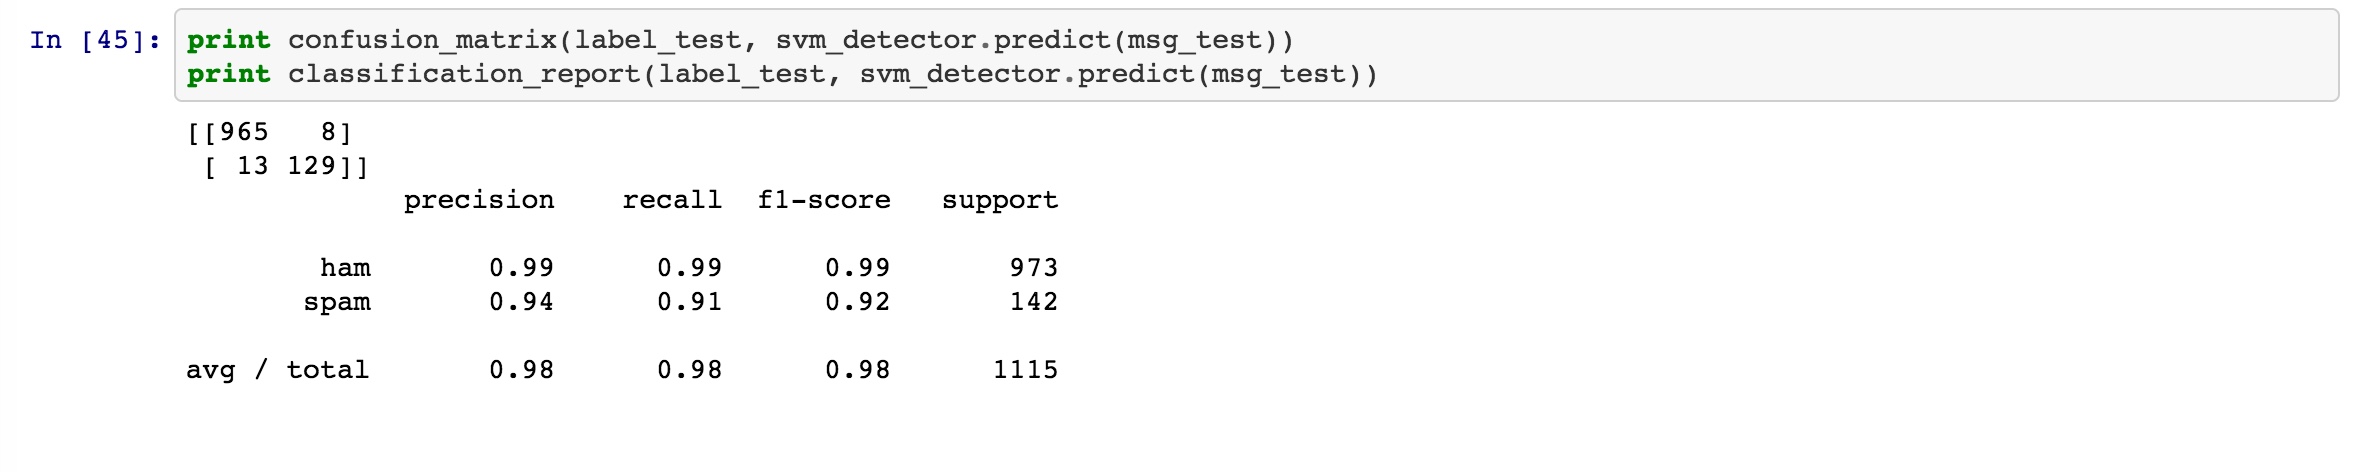 In [45]: print confusion_matrix(label_test, svm_detector.predict(msg_test))
print classification_report(label_test, svm_detector.predict(msg_test))
[[965   8]
 [ 13 129]]
             precision    recall  f1-score   support
        ham       0.99      0.99      0.99       973
       spam       0.94      0.91      0.92       142
avg / total       0.98      0.98      0.98      1115